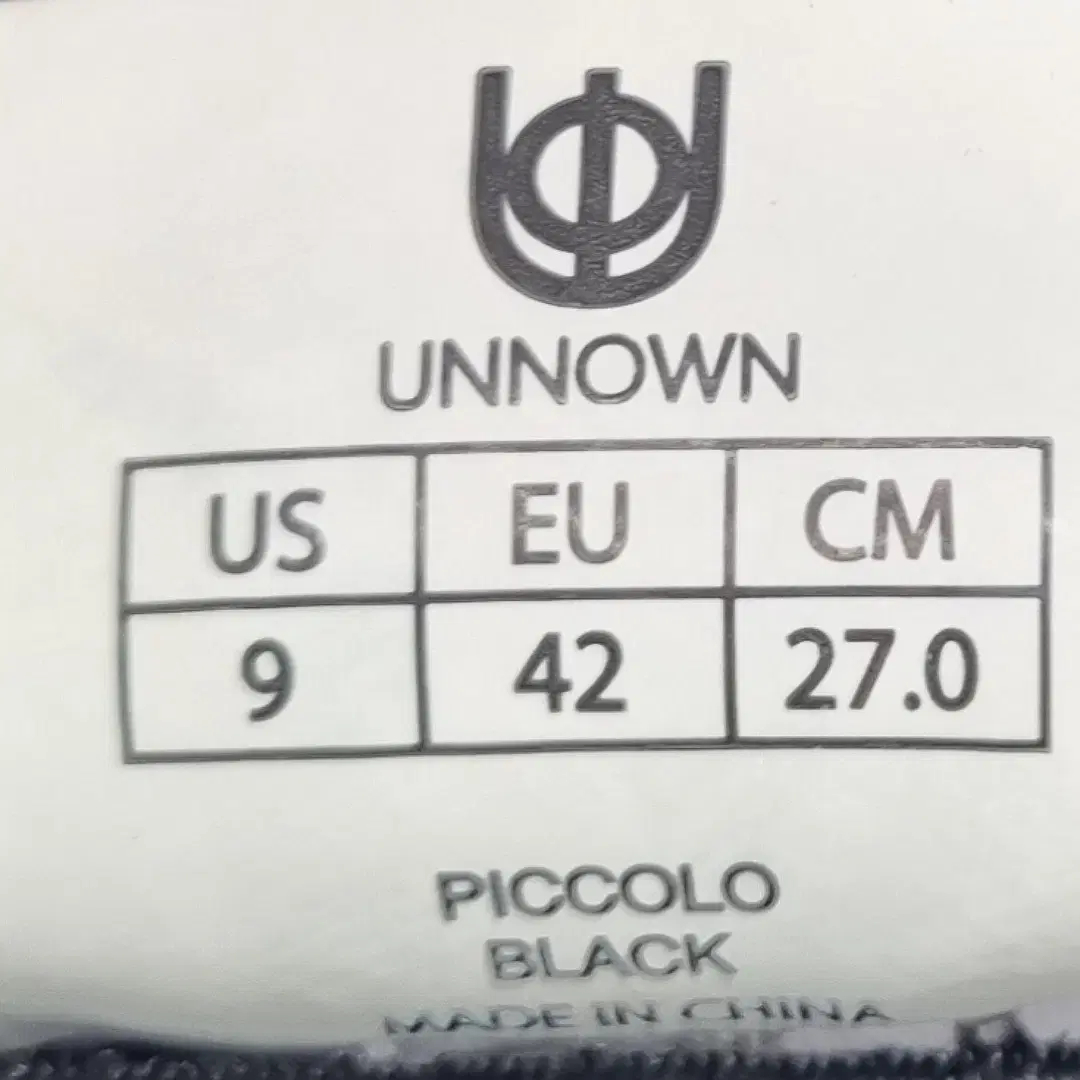 UNNOWN
US EU CM
9 42 27.0
PICCOLO
BLACK
MADE IN CHINA